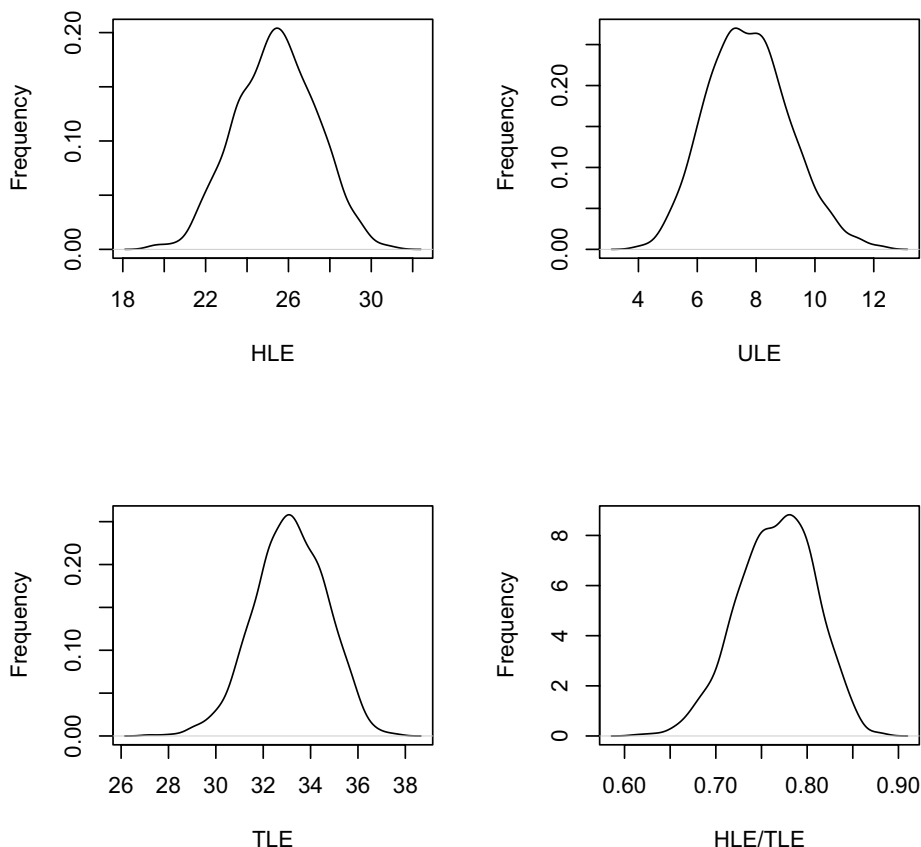 Frequency
0.00 0.10 0.20
18 22 26 30
HLE
Frequency
0.00 0.10 0.20
4 6 8 10 12
ULE
Frequency
0.00 0.10 0.20
26 28 30 32 34 36 38
TLE
Frequency
0 2 4 6 8
0.60 0.70 0.80 0.90
HLE/TLE